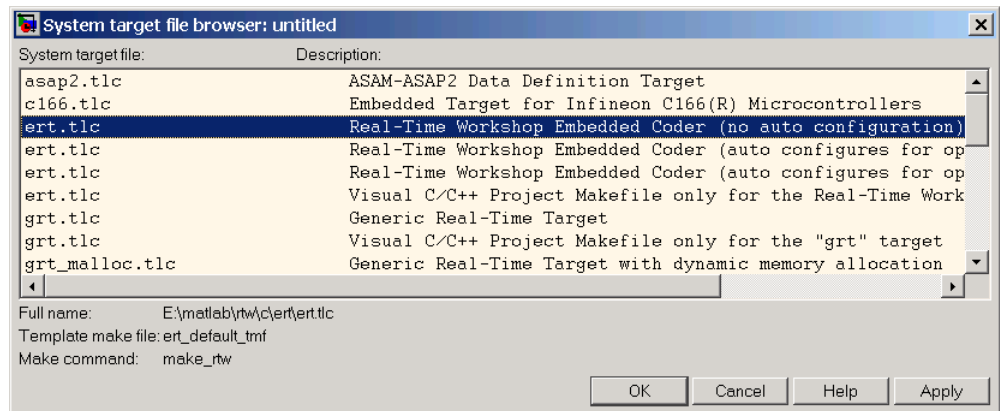 System target file browser: untitled
System target file: Description:
asap2.tlc ASAM-ASAP2 Data Definition Target
c166.tlc Embedded Target for Infineon C166(R) Microcontrollers
ert.tlc Real-Time Workshop Embedded Coder (no auto configuration)
ert.tlc Real-Time Workshop Embedded Coder (auto configures for op
ert.tlc Real-Time Workshop Embedded Coder (auto configures for op
ert.tlc Visual C/C++ Project Makefile only for the Real-Time Work
grt.tlc Generic Real-Time Target
grt.tlc Visual C/C++ Project Makefile only for the "grt" target
grt_malloc.tlc Generic Real-Time Target with dynamic memory allocation
Full name: E:\matlab\rtw\c\ert\ert.tlc
Template make file: ert_default_tmf
Make command: make_rtw
OK Cancel Help Apply